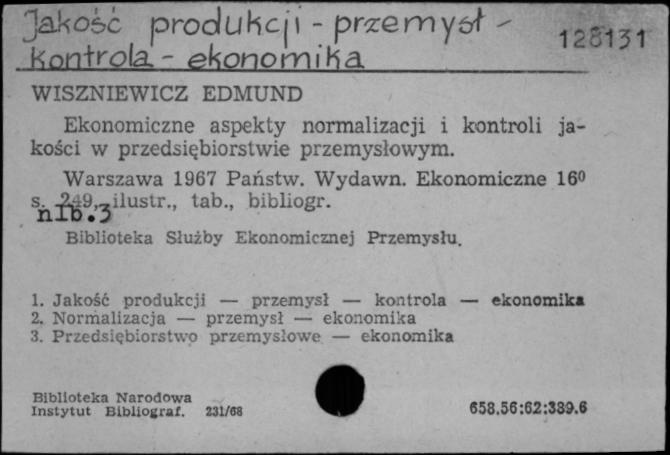 Jakość produkcji - przemysł - 128131
Kontrola - ekonomika
WISZNIEWICZ EDMUND
Ekonomiczne aspekty normalizacji i kontroli ja-
kości w przedsiębiorstwie przemysłowym.
Warszawa 1967 Państw. Wydawn. Ekonomiczne 16⁰
s. 249, ilustr., tab., bibliogr.
nlb.3
Biblioteka Służby Ekonomicznej Przemysłu.
1. Jakość produkcji — przemysł — kontrola — ekonomika
2. Normalizacja — przemysł — ekonomika
3. Przedsiębiorstwo przemysłowe — ekonomika
Biblioteka Narodowa
Instytut Bibliograf. 231/68 658.56:62:389.6